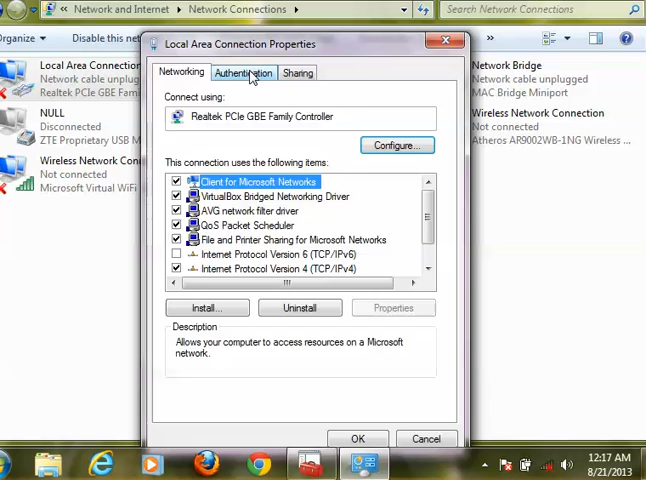 Network and Internet
Network Connections
Search Network Connections
Organize
Disable this ne
»
Local Area Connection
Network cable unplugged
Realtek PCIe GBE Family
NULL
Disconnected
ZTE Proprietary USB M
Wireless Network Con
Not connected
Microsoft Virtual WiFi
Local Area Connection Properties
Networking
Authentication
Sharing
Connect using:
Realtek PCIe GBE Family Controller
Configure...
This connection uses the following items:
Client for Microsoft Networks
VirtualBox Bridged Networking Driver
AVG network filter driver
QoS Packet Scheduler
File and Printer Sharing for Microsoft Networks
Internet Protocol Version 6 (TCP/IPv6)
Internet Protocol Version 4 (TCP/IPv4)
Install...
Uninstall
Properties
Description
Allows your computer to access resources on a Microsoft
network.
OK
Cancel
Network Bridge
Not connected
MAC Bridge Miniport
Wireless Network Connection
Not connected
Atheros AR9002WB-1NG Wireless ...
12:17 AM
8/21/2013